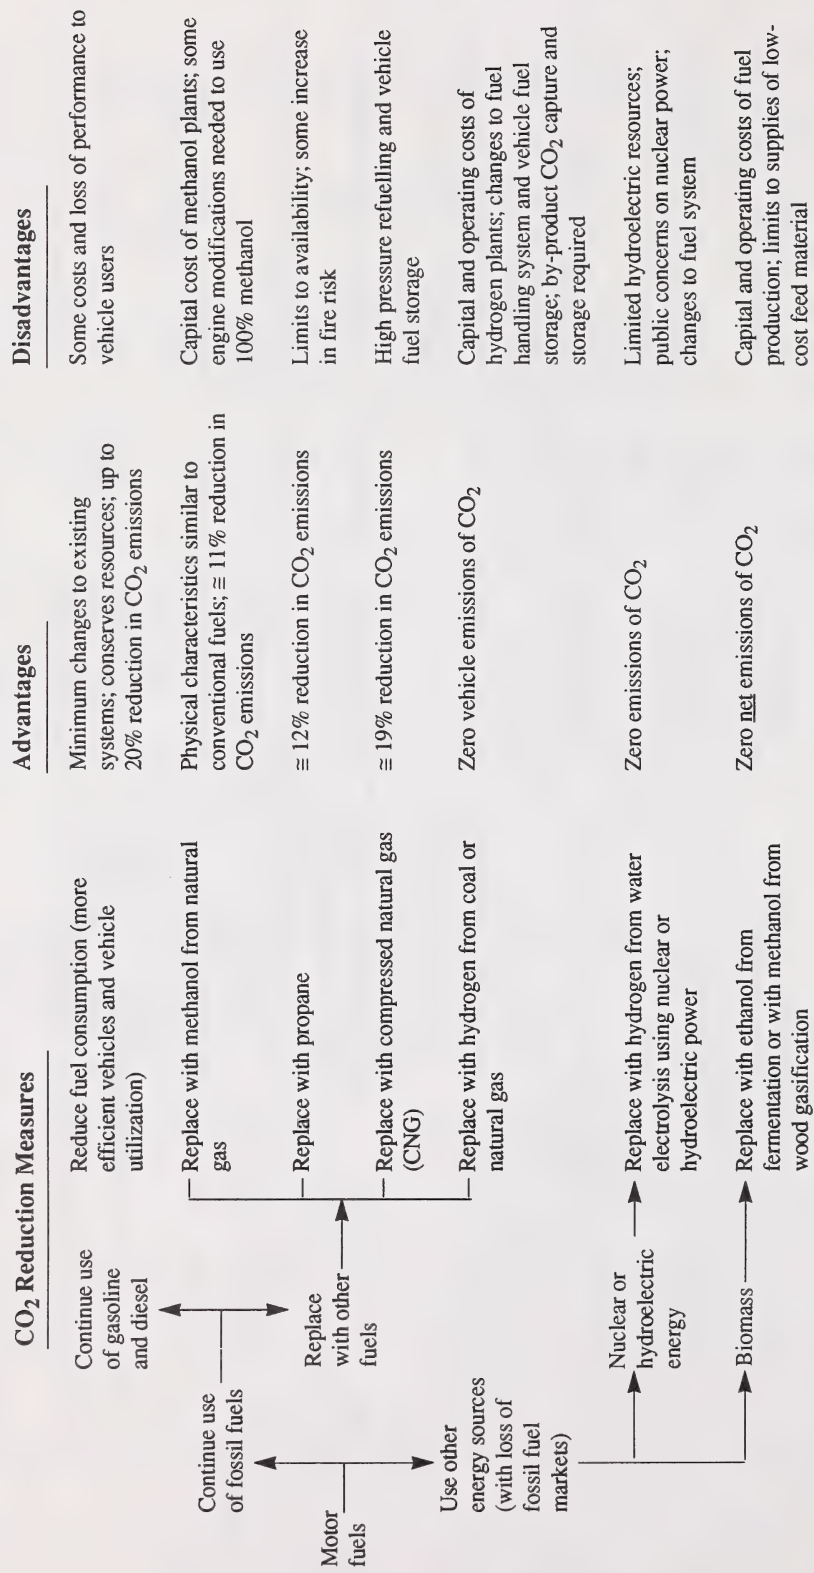 CO2 Reduction Measures
Advantages
Disadvantages
Motor
fuels
Continue use
of fossil fuels
Continue use
of gasoline
and diesel
Reduce fuel consumption (more
efficient vehicles and vehicle
utilization)
Minimum changes to existing
systems; conserves resources; up to
20% reduction in CO2 emissions
Some costs and loss of performance to
vehicle users
Replace
with other
fuels
Replace with methanol from natural
gas
Physical characteristics similar to
conventional fuels; ≅ 11% reduction in
CO2 emissions
Capital cost of methanol plants; some
engine modifications needed to use
100% methanol
Replace with propane
≅ 12% reduction in CO2 emissions
Limits to availability; some increase
in fire risk
Replace with compressed natural gas
(CNG)
≅ 19% reduction in CO2 emissions
High pressure refuelling and vehicle
fuel storage
Replace with hydrogen from coal or
natural gas
Zero vehicle emissions of CO2
Capital and operating costs of
hydrogen plants; changes to fuel
handling system and vehicle fuel
storage; by-product CO2 capture and
storage required
Use other
energy sources
(with loss of
fossil fuel
markets)
Nuclear or
hydroelectric
energy
Replace with hydrogen from water
electrolysis using nuclear or
hydroelectric power
Zero emissions of CO2
Limited hydroelectric resources;
public concerns on nuclear power;
changes to fuel system
Biomass
Replace with ethanol from
fermentation or with methanol from
wood gasification
Zero net emissions of CO2
Capital and operating costs of fuel
production; limits to supplies of low-
cost feed material